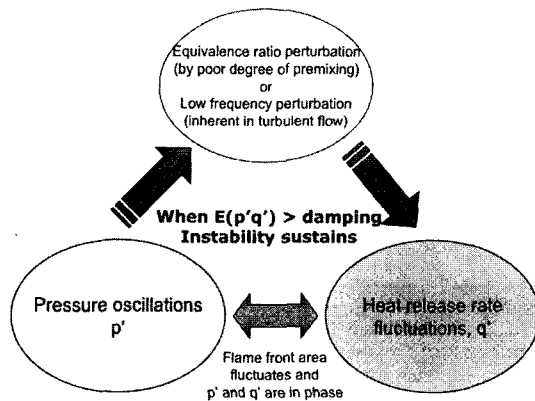 Equivalence ratio perturbation
(by poor degree of premixing)
or
Low frequency perturbation
(inherent in turbulent flow)
When E(p'q') > damping
Instability sustains
Pressure oscillations
p'
Heat release rate
fluctuations, q'
Flame front area
fluctuates and
p' and q' are in phase